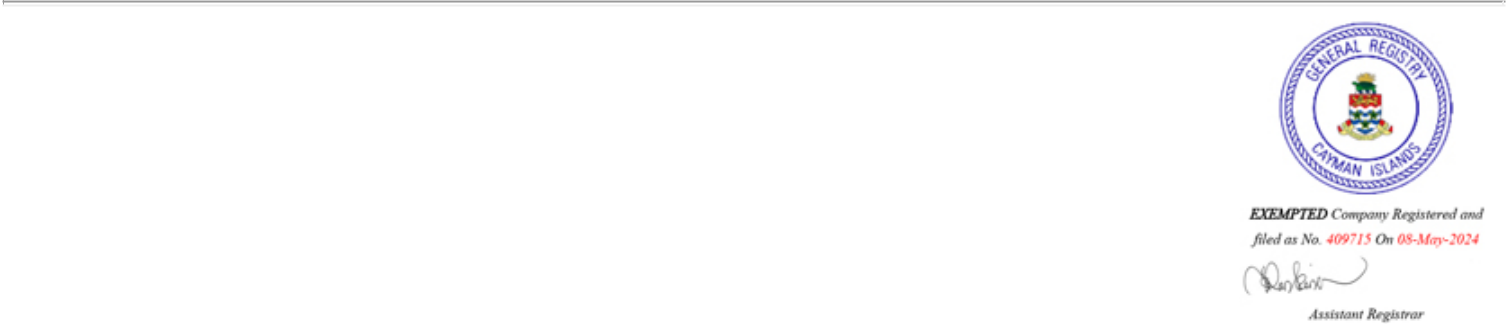 GENERAL REGISTRY
CAYMAN ISLANDS
EXEMPTED Company Registered and
filed as No. 409715 On 08-May-2024
Assistant Registrar